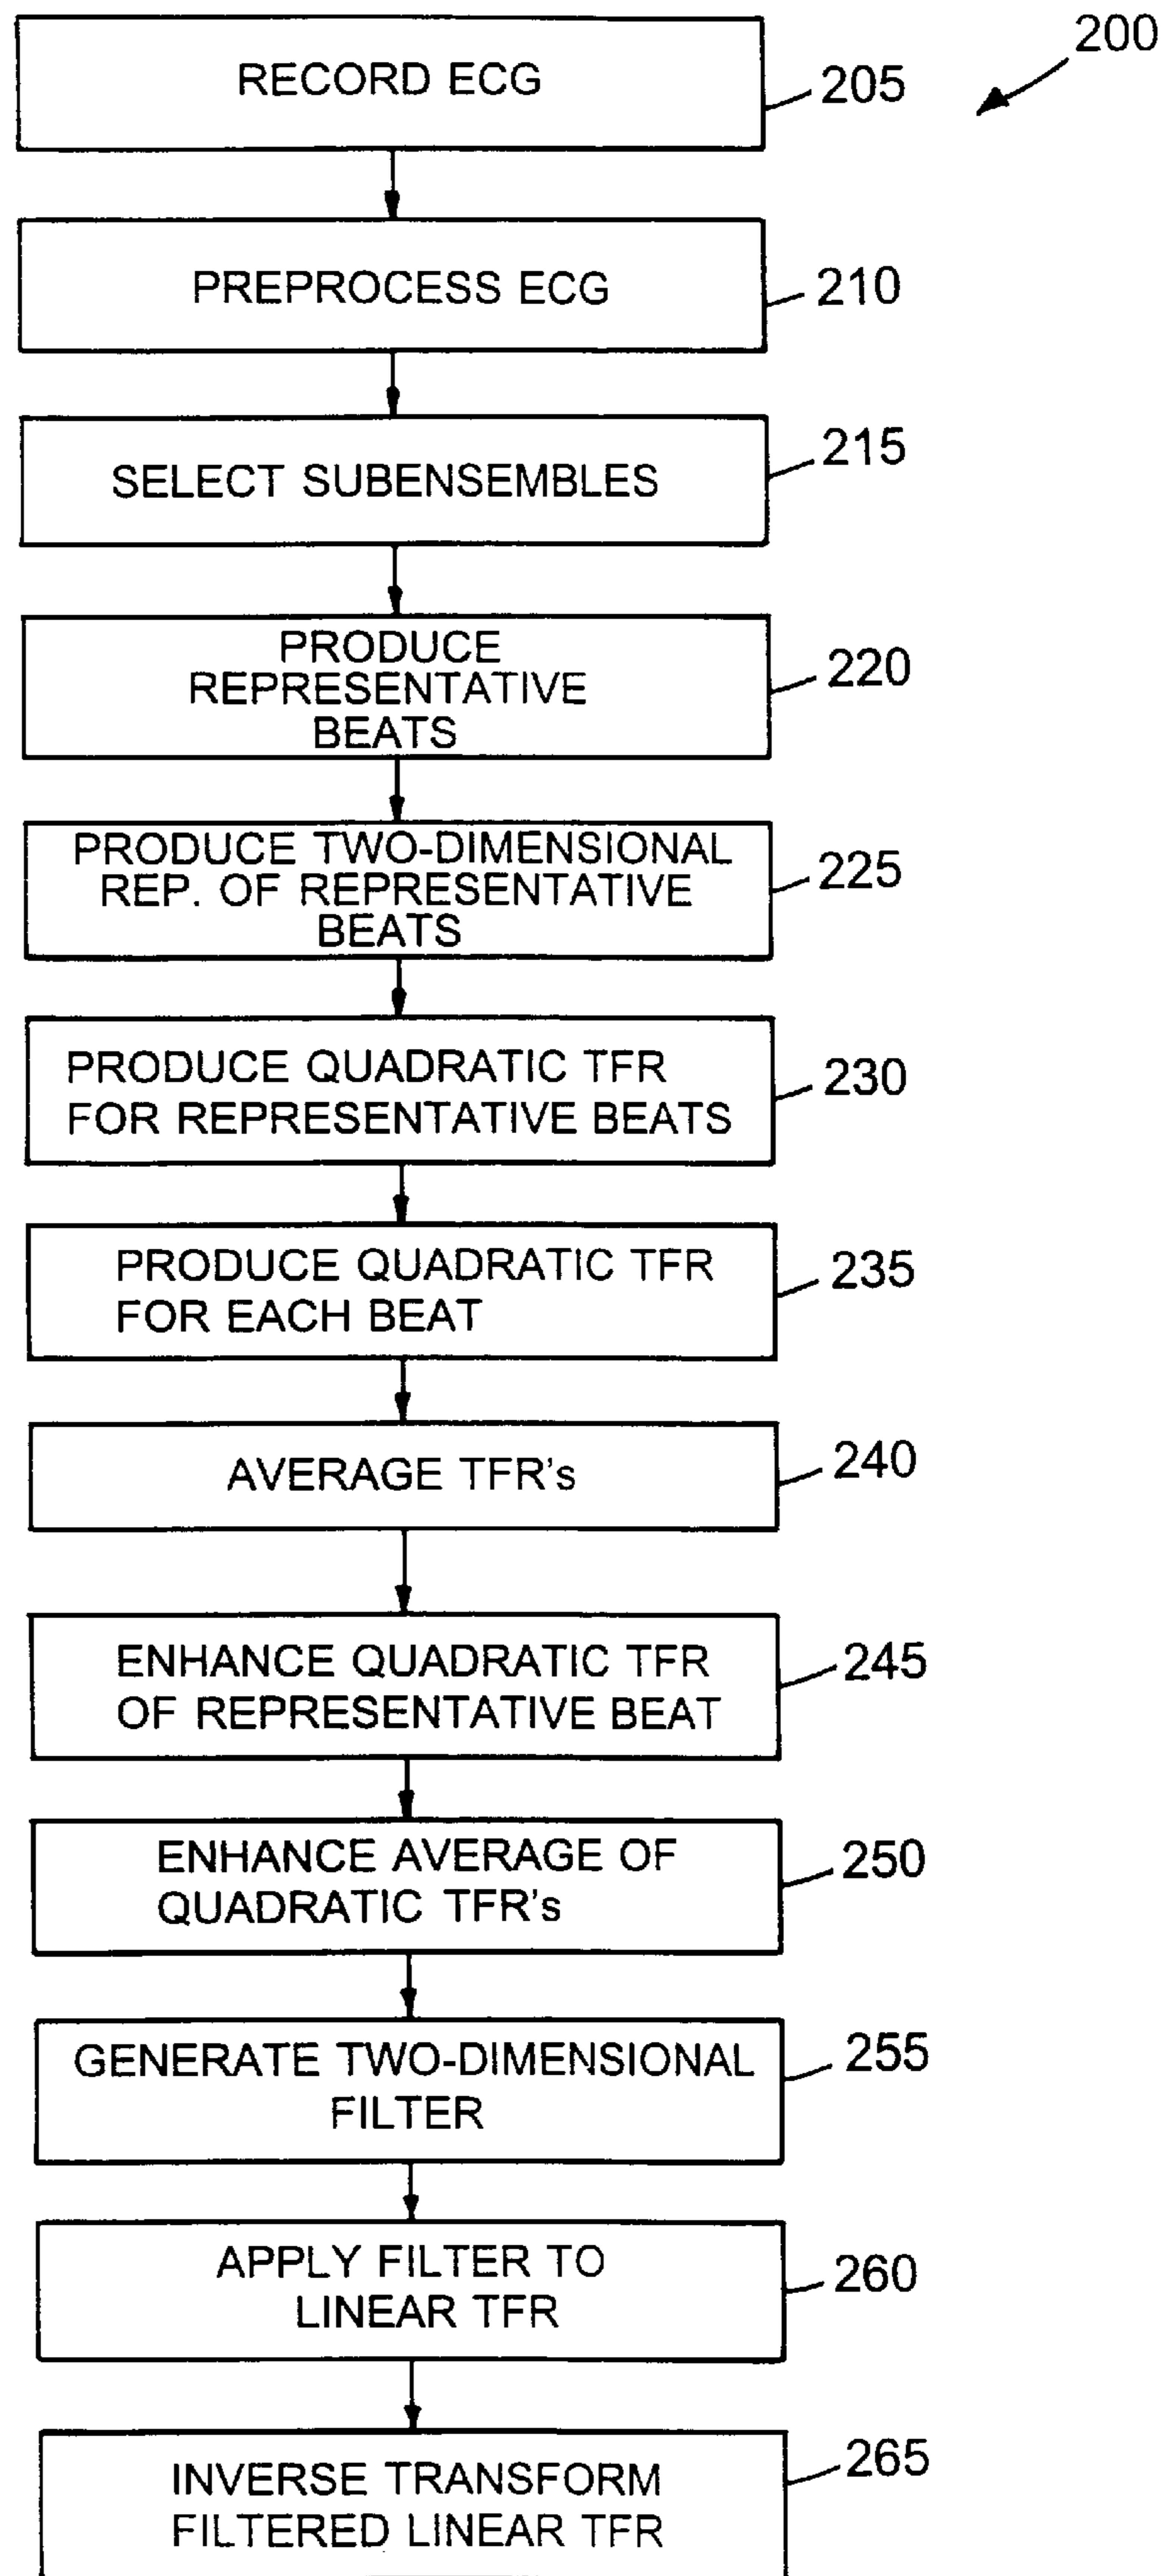 200
RECORD ECG
205
PREPROCESS ECG
210
SELECT SUBENSEMBLES
215
PRODUCE
REPRESENTATIVE
BEATS
220
PRODUCE TWO-DIMENSIONAL
REP. OF REPRESENTATIVE
BEATS
225
PRODUCE QUADRATIC TFR
FOR REPRESENTATIVE BEATS
230
PRODUCE QUADRATIC TFR
FOR EACH BEAT
235
AVERAGE TFR's
240
ENHANCE QUADRATIC TFR
OF REPRESENTATIVE BEAT
245
ENHANCE AVERAGE OF
QUADRATIC TFR's
250
GENERATE TWO-DIMENSIONAL
FILTER
255
APPLY FILTER TO
LINEAR TFR
260
INVERSE TRANSFORM
FILTERED LINEAR TFR
265